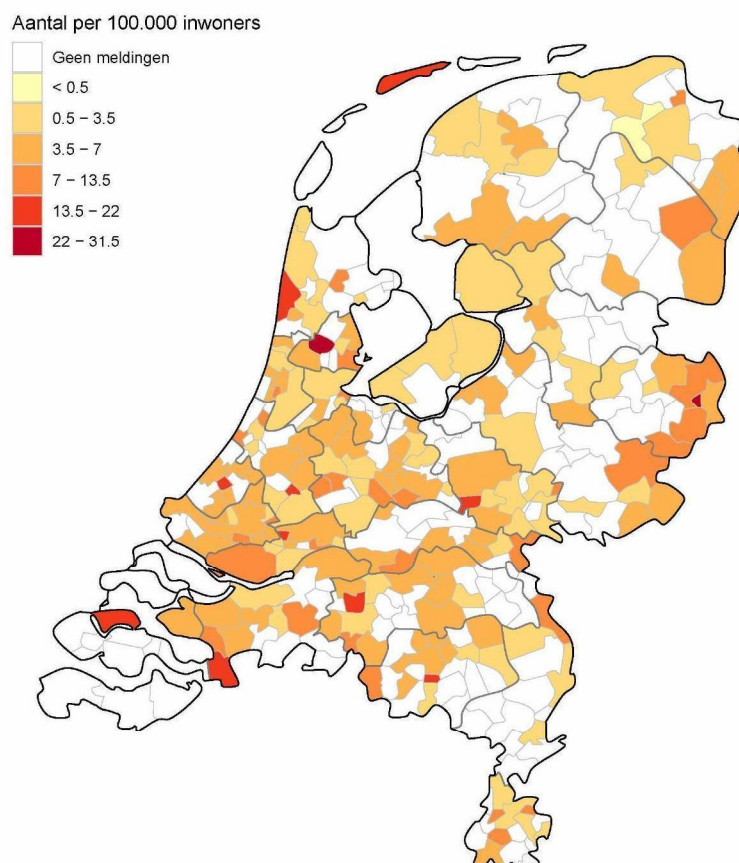 Aantal per 100.000 inwoners
Geen meldingen
< 0.5
0.5 – 3.5
3.5 – 7
7 – 13.5
13.5 – 22
22 – 31.5